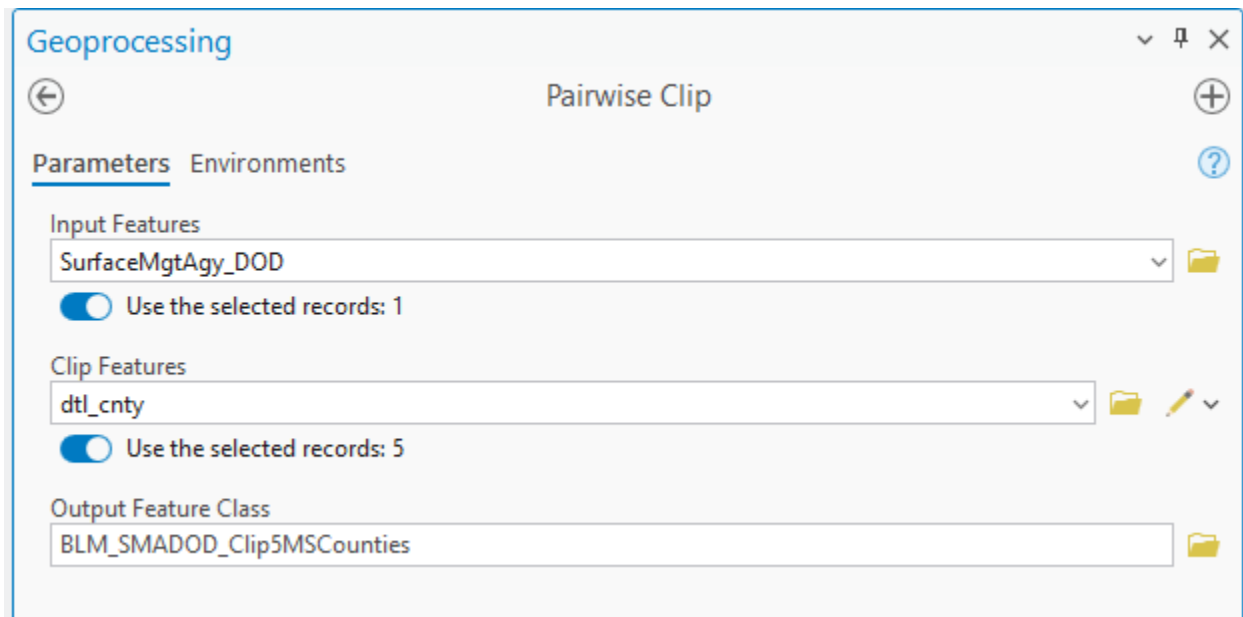 Geoprocessing
Pairwise Clip
Parameters Environments
Input Features
SurfaceMgtAgy_DOD
Use the selected records: 1
Clip Features
dtl_cnty
Use the selected records: 5
Output Feature Class
BLM_SMADOD_Clip5MSCounties